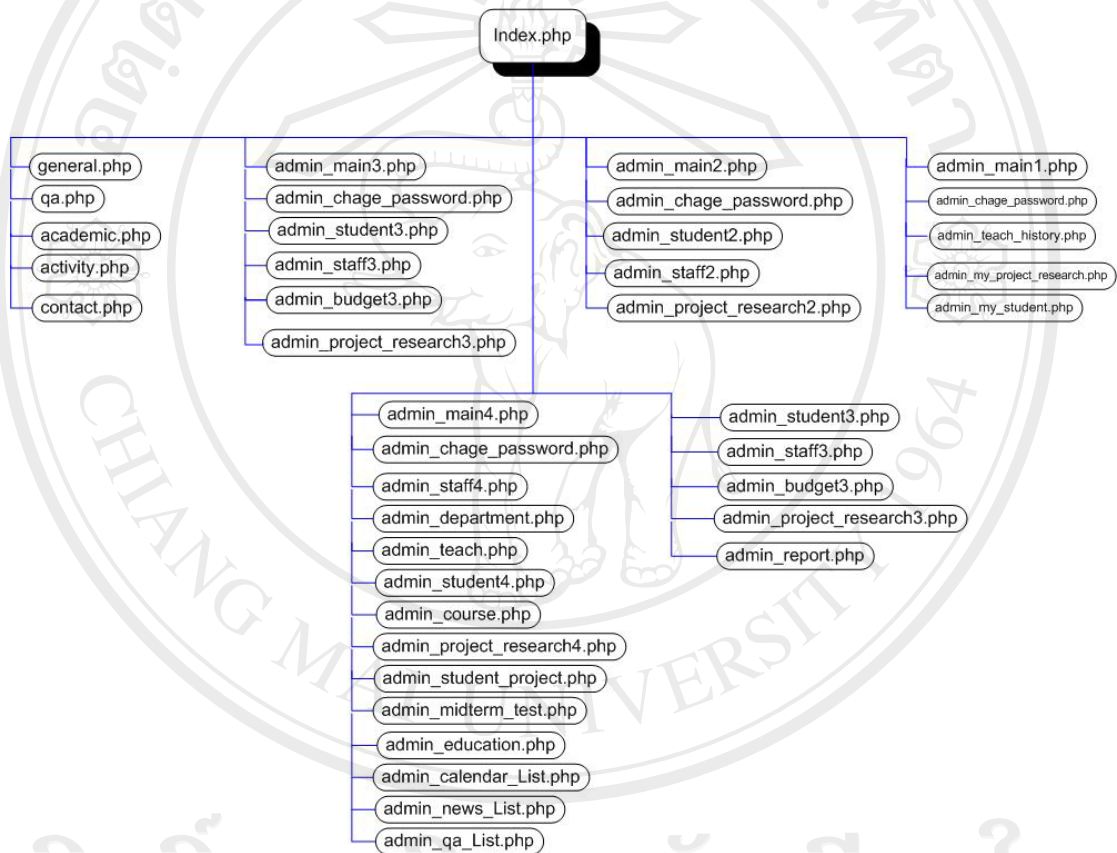 Index.php
general.php
qa.php
academic.php
activity.php
contact.php
admin_main3.php
admin_chage_password.php
admin_student3.php
admin_staff3.php
admin_budget3.php
admin_project_research3.php
admin_main2.php
admin_chage_password.php
admin_student2.php
admin_staff2.php
admin_project_research2.php
admin_main1.php
admin_chage_password.php
admin_teach_history.php
admin_my_project_research.php
admin_my_student.php
admin_main4.php
admin_chage_password.php
admin_staff4.php
admin_department.php
admin_teach.php
admin_student4.php
admin_course.php
admin_project_research4.php
admin_student_project.php
admin_midterm_test.php
admin_education.php
admin_calendar_List.php
admin_news_List.php
admin_qa_List.php
admin_student3.php
admin_staff3.php
admin_budget3.php
admin_project_research3.php
admin_report.php
CHIANG MAI UNIVERSITY 1964